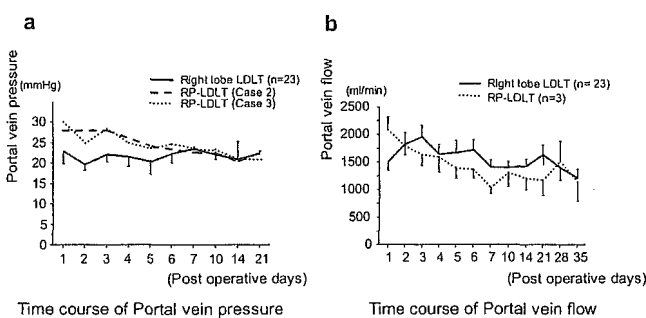 a
Portal vein pressure
(mmHg)
Right lobe LDLT (n=23)
RP-LDLT (Case 2)
RP-LDLT (Case 3)
30
25
20
15
10
5
0
1 2 3 4 5 6 7 10 14 21
(Post operative days)
Time course of Portal vein pressure
b
Portal vein flow
(ml/min)
Right lobe LDLT (n=23)
RP-LDLT (n=3)
2500
2000
1500
1000
500
0
1 2 3 4 5 6 7 10 14 21 28 35
(Post operative days)
Time course of Portal vein flow